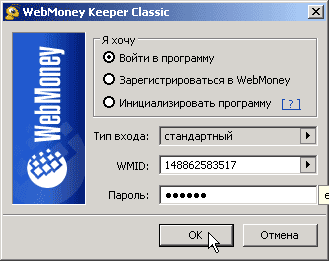 WebMoney Keeper Classic
WebMoney
Я хочу
Войти в программу
Зарегистрироваться в WebMoney
Инициализировать программу [ ? ]
Тип входа: стандартный
WMID: 148862583517
Пароль: ●●●●●●
OK Отмена